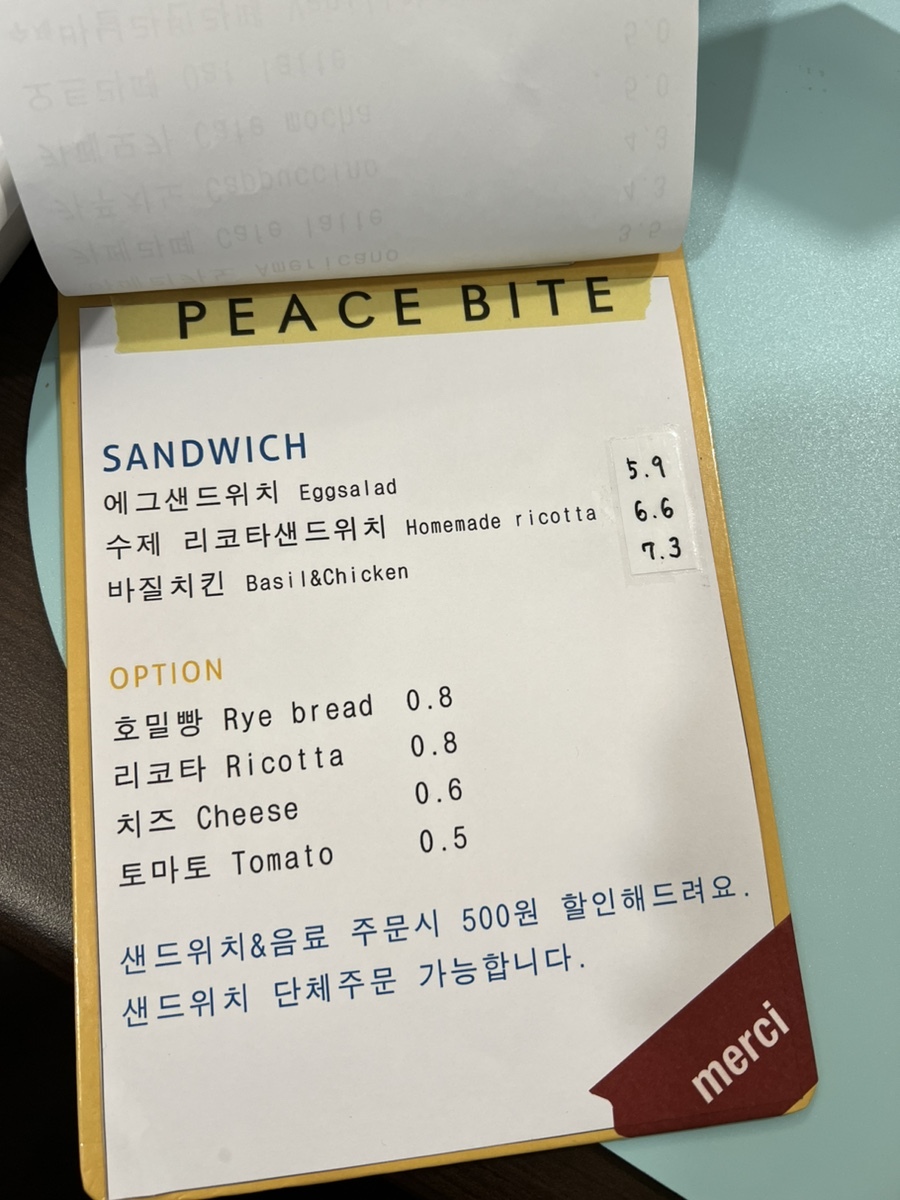 PEACE BITE
SANDWICH
에그샌드위치 Eggsalad 5.9
수제 리코타샌드위치 Homemade ricotta 6.6
바질치킨 Basil&Chicken 7.3
OPTION
호밀빵 Rye bread 0.8
리코타 Ricotta 0.8
치즈 Cheese 0.6
토마토 Tomato 0.5
샌드위치&음료 주문시 500원 할인해드려요.
샌드위치 단체주문 가능합니다.
merci